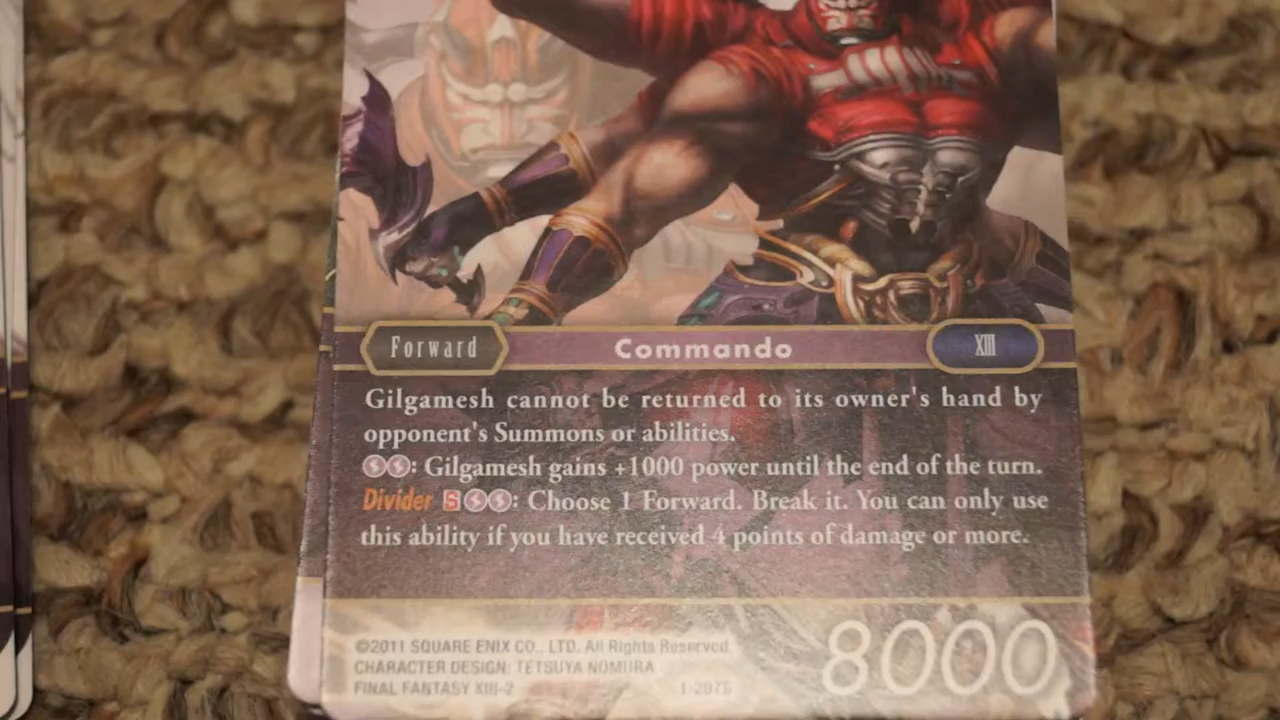 Forward Commando XIII
Gilgamesh cannot be returned to its owner's hand by
opponent's Summons or abilities.
: Gilgamesh gains +1000 power until the end of the turn.
Divider S: Choose 1 Forward. Break it. You can only use
this ability if you have received 4 points of damage or more.
©2011 SQUARE ENIX CO., LTD. All Rights Reserved.
CHARACTER DESIGN: TETSUYA NOMURA
FINAL FANTASY XIII-2
8000